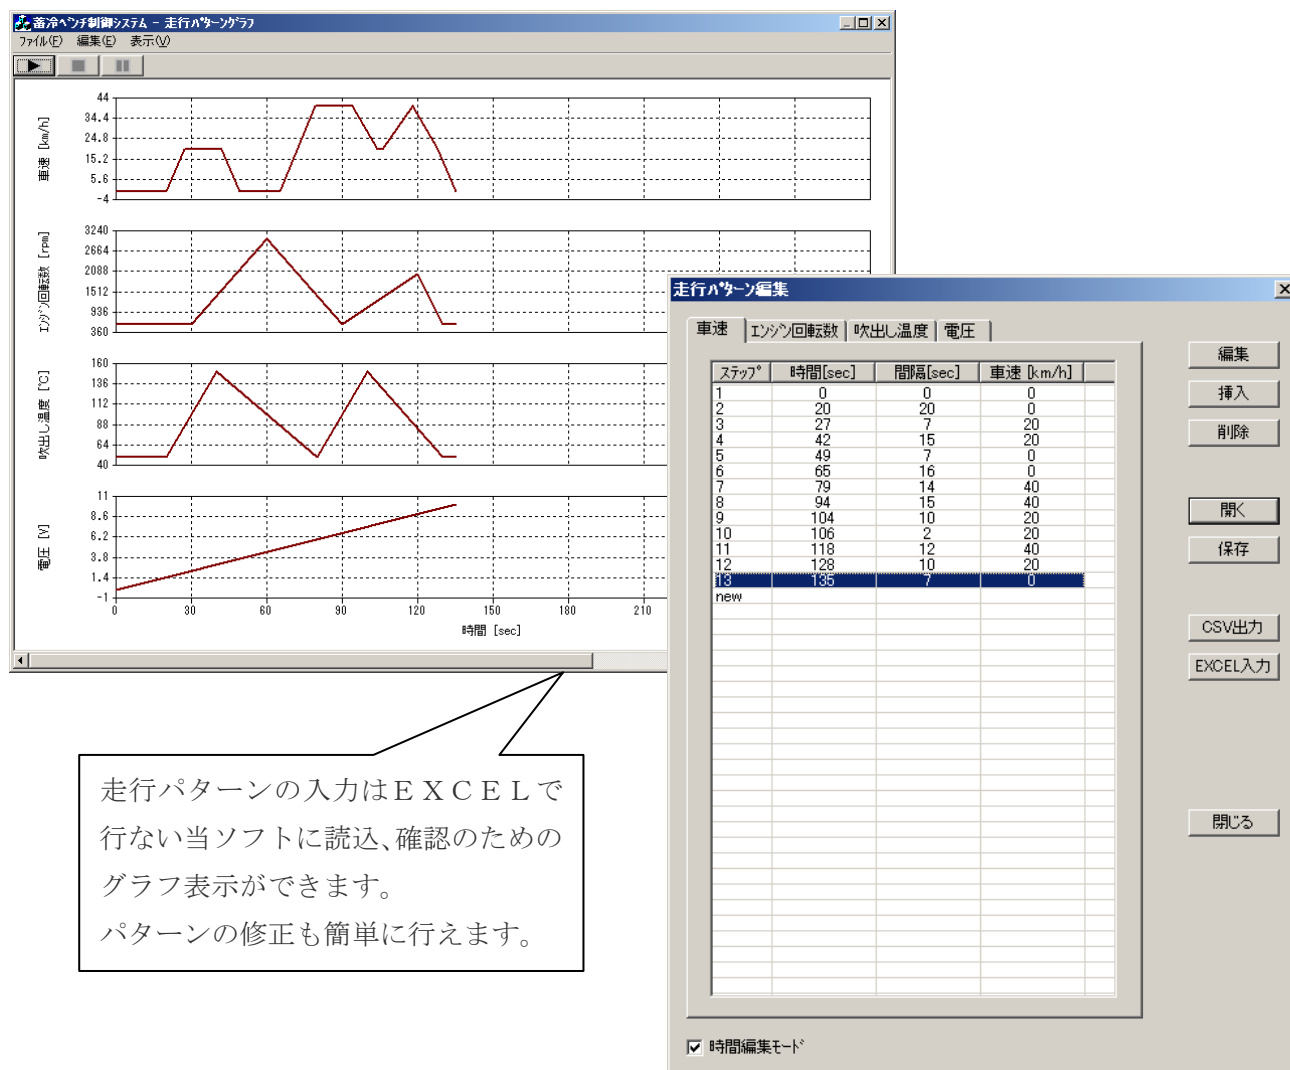 蓄冷ベンチ制御システム - 走行パターングラフ
ファイル(F) 編集(E) 表示(V)
車速 [km/h]
44
34.4
24.8
15.2
5.6
-4
エンジン回転数 [rpm]
3240
2664
2088
1512
936
360
吹出し温度 [℃]
160
136
112
88
64
40
電圧 [V]
11
8.6
6.2
3.8
1.4
-1
0 30 60 90 120 150 180 210
時間 [sec]
走行パターン編集
車速 エンジン回転数 吹出し温度 電圧
ステップ 時間[sec] 間隔[sec] 車速 [km/h]
1 0 0 0
2 20 20 0
3 27 7 20
4 42 15 20
5 49 7 0
6 65 16 0
7 79 14 40
8 94 15 40
9 104 10 20
10 106 2 20
11 118 12 40
12 128 10 20
13 135 7 0
new
編集
挿入
削除
開く
保存
CSV出力
EXCEL入力
閉じる
時間編集モード
走行パターンの入力はＥＸＣＥＬで
行ない当ソフトに読込、確認のための
グラフ表示ができます。
パターンの修正も簡単に行えます。